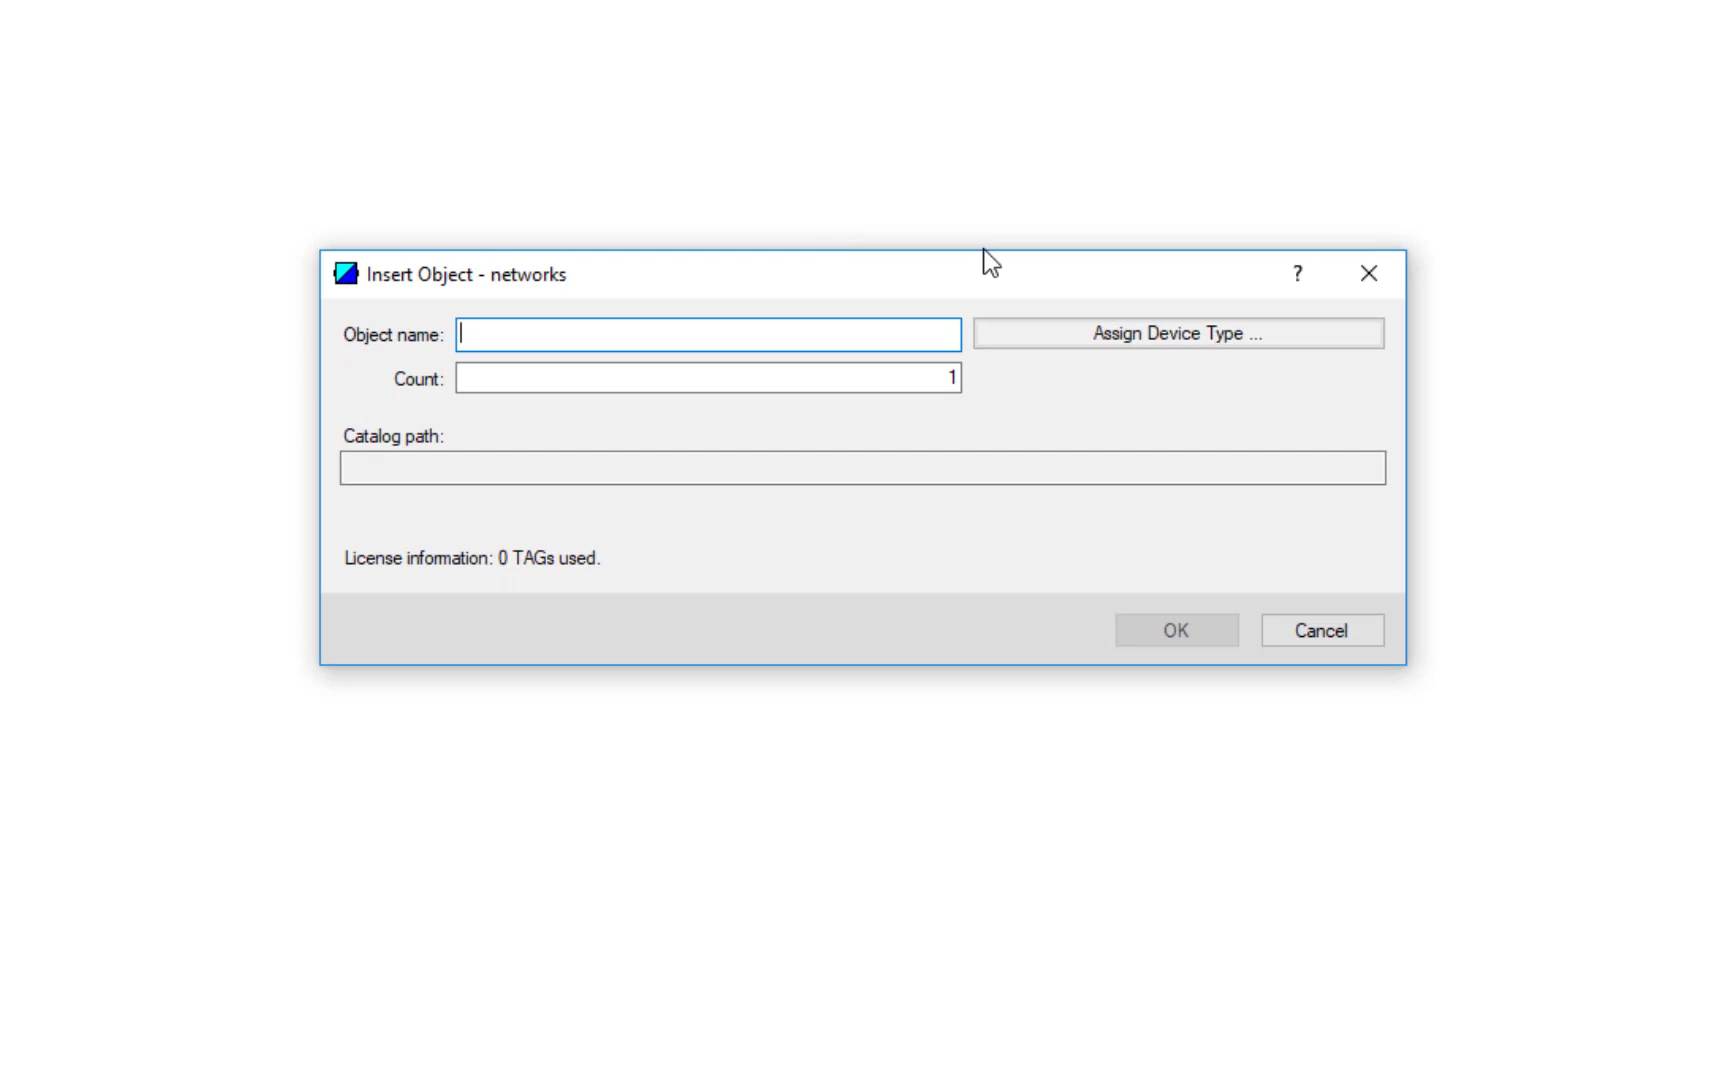 Insert Object - networks
?
Object name:
Assign Device Type ...
Count:
1
Catalog path:
License information: 0 TAGs used.
OK
Cancel